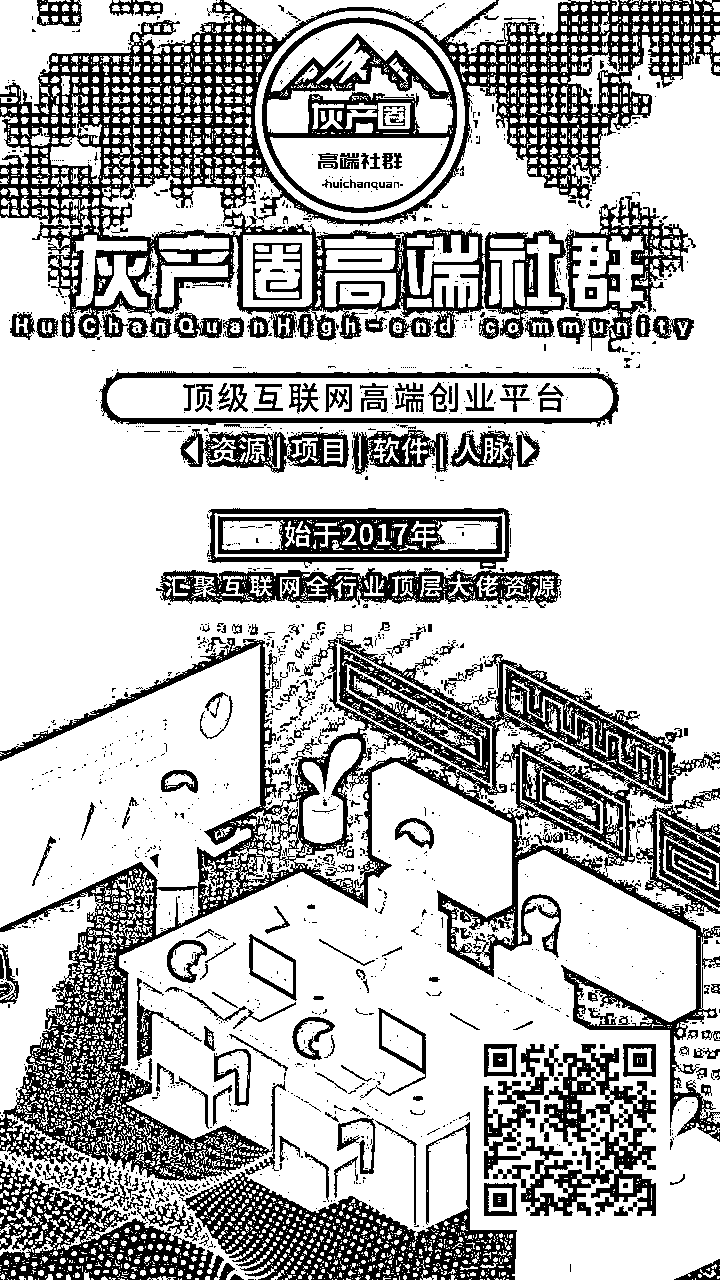 灰产圈
高端社群
-huichanquan-
灰产圈高端社群
HuiChanQuanHigh-end community
顶级互联网高端创业平台
资源|项目|软件|人脉
始于2017年
汇聚互联网全行业顶层大佬资源